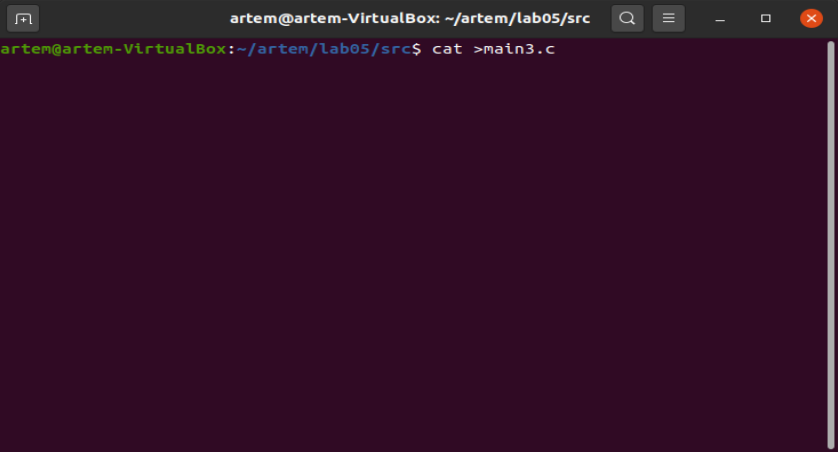 artem@artem-VirtualBox: ~/artem/lab05/src
artem@artem-VirtualBox:~/artem/lab05/src$ cat >main3.c